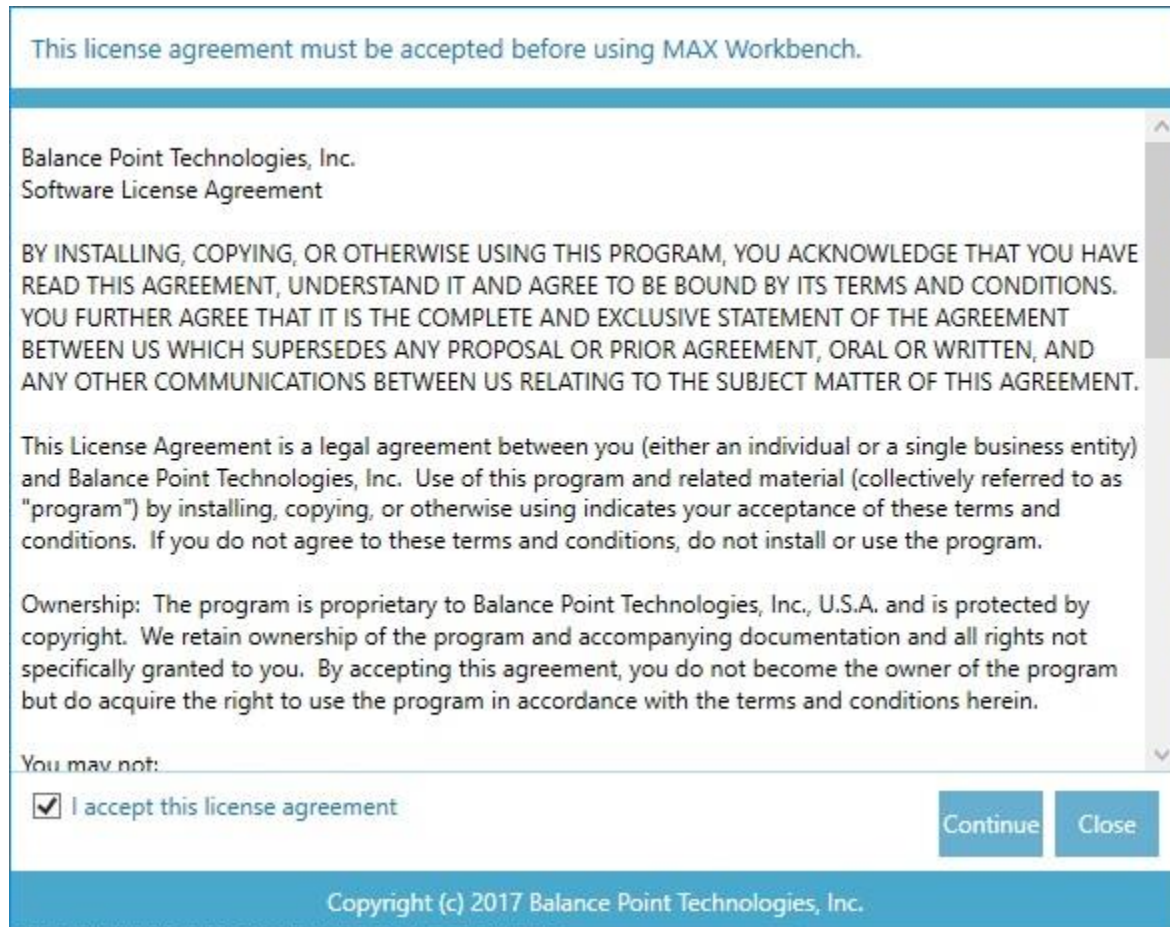 This license agreement must be accepted before using MAX Workbench.
Balance Point Technologies, Inc.
Software License Agreement
BY INSTALLING, COPYING, OR OTHERWISE USING THIS PROGRAM, YOU ACKNOWLEDGE THAT YOU HAVE
READ THIS AGREEMENT, UNDERSTAND IT AND AGREE TO BE BOUND BY ITS TERMS AND CONDITIONS.
YOU FURTHER AGREE THAT IT IS THE COMPLETE AND EXCLUSIVE STATEMENT OF THE AGREEMENT
BETWEEN US WHICH SUPERSEDES ANY PROPOSAL OR PRIOR AGREEMENT, ORAL OR WRITTEN, AND
ANY OTHER COMMUNICATIONS BETWEEN US RELATING TO THE SUBJECT MATTER OF THIS AGREEMENT.
This License Agreement is a legal agreement between you (either an individual or a single business entity)
and Balance Point Technologies, Inc.  Use of this program and related material (collectively referred to as
"program") by installing, copying, or otherwise using indicates your acceptance of these terms and
conditions.  If you do not agree to these terms and conditions, do not install or use the program.
Ownership:  The program is proprietary to Balance Point Technologies, Inc., U.S.A. and is protected by
copyright.  We retain ownership of the program and accompanying documentation and all rights not
specifically granted to you.  By accepting this agreement, you do not become the owner of the program
but do acquire the right to use the program in accordance with the terms and conditions herein.
You may not:
I accept this license agreement
Continue
Close
Copyright (c) 2017 Balance Point Technologies, Inc.